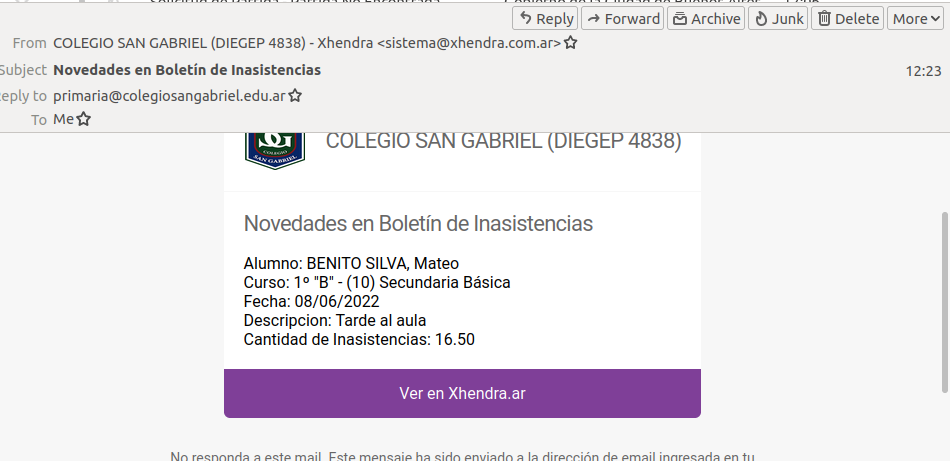 Reply
Forward
Archive
Junk
Delete
More
From COLEGIO SAN GABRIEL (DIEGEP 4838) - Xhendra <sistema@xhendra.com.ar>
Subject Novedades en Boletín de Inasistencias 12:23
eply to primaria@colegiosangabriel.edu.ar
To Me
SG
COLEGIO
SAN GABRIEL
COLEGIO SAN GABRIEL (DIEGEP 4838)
Novedades en Boletín de Inasistencias
Alumno: BENITO SILVA, Mateo
Curso: 1º "B" - (10) Secundaria Básica
Fecha: 08/06/2022
Descripcion: Tarde al aula
Cantidad de Inasistencias: 16.50
Ver en Xhendra.ar
No responda a este mail. Este mensaje ha sido enviado a la dirección de email ingresada en tu